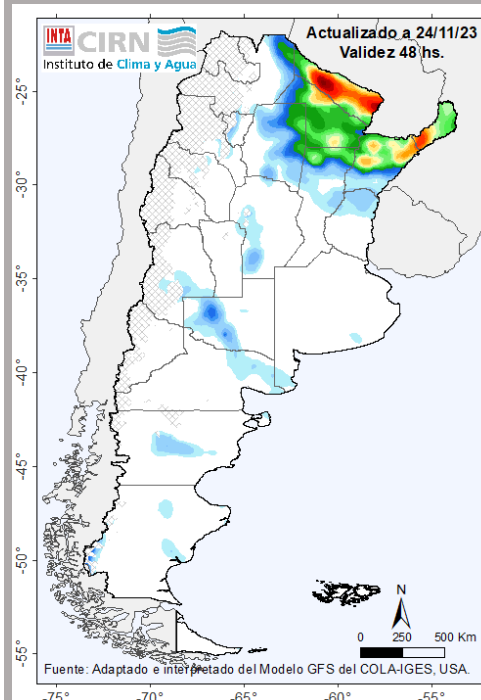 INTA CIRN
Instituto de Clima y Agua
Actualizado a 24/11/23
Validez 48 hs.
-25°
-30°
-35°
-40°
-45°
-50°
-55°
N
0 250 500 Km
Fuente: Adaptado e interpretado del Modelo GFS del COLA-IGES, USA.
-75° -70° -65° -60° -55°